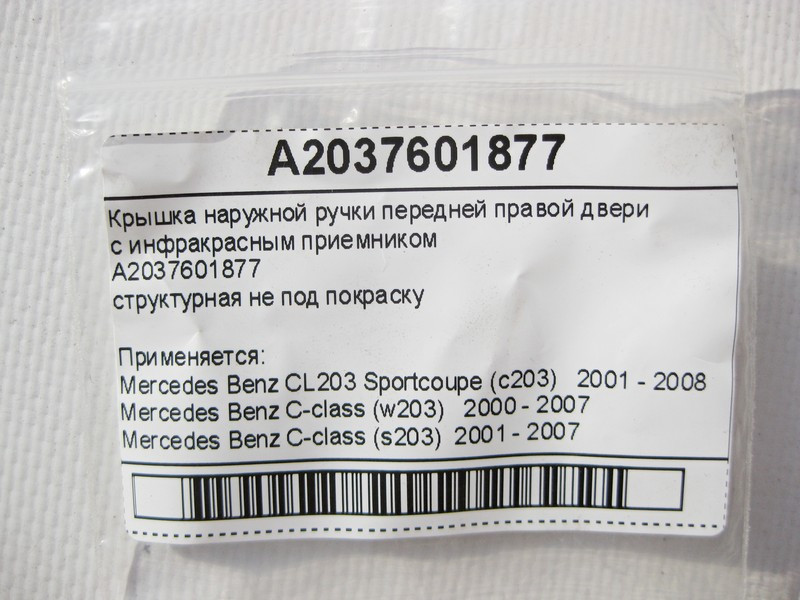 A2037601877
Крышка наружной ручки передней правой двери
с инфракрасным приемником
A2037601877
структурная не под покраску
Применяется:
Mercedes Benz CL203 Sportcoupe (c203) 2001 - 2008
Mercedes Benz C-class (w203) 2000 - 2007
Mercedes Benz C-class (s203) 2001 - 2007